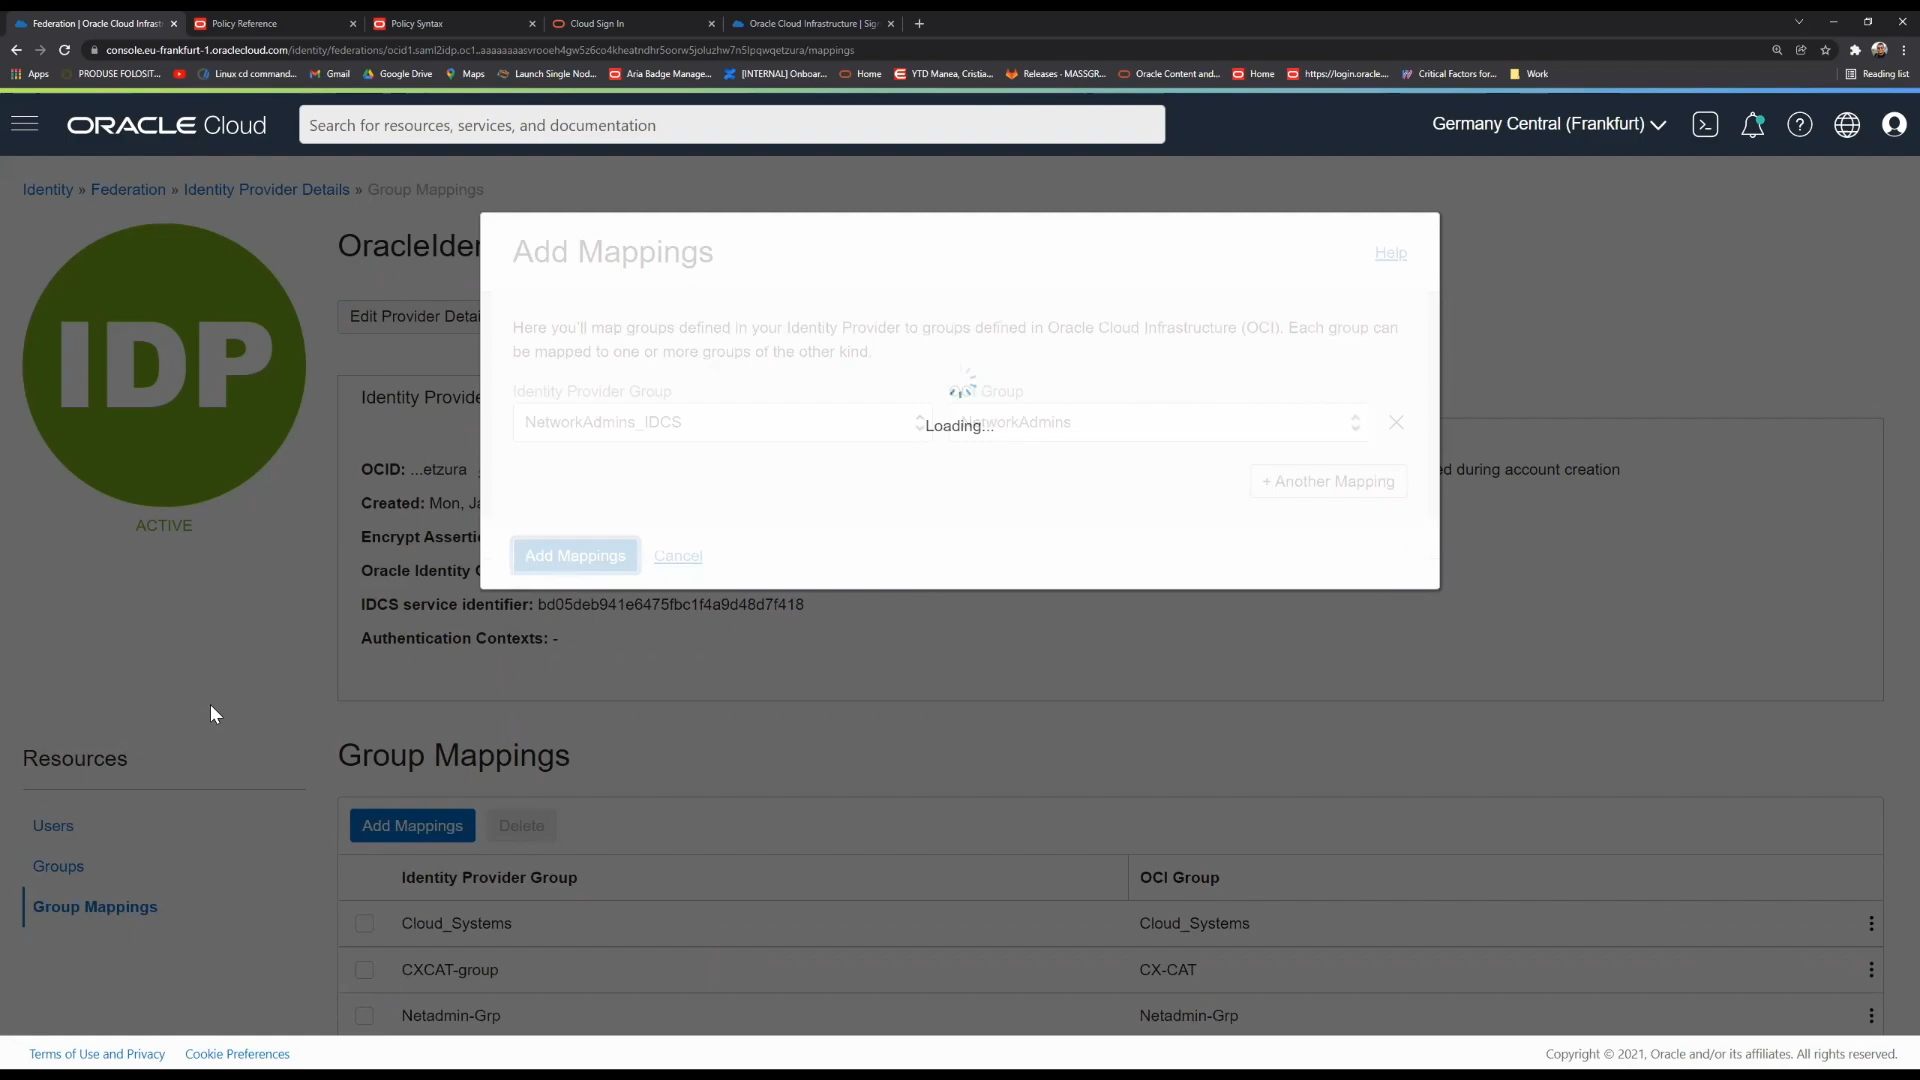 Federation | Oracle Cloud Infrast
Policy Reference
Policy Syntax
Cloud Sign In
Oracle Cloud Infrastructure | Sig
console.eu-frankfurt-1.oraclecloud.com/identity/federations/ocid1.saml2idp.oc1..aaaaaaaasvrooeh4gw5z6co4kheatndhr5oorw5joluzhw7n5lpqwqetzura/mappings
Apps
PRODUSE FOLOSIT...
Linux cd command...
Gmail
Google Drive
Maps
Launch Single Nod...
Aria Badge Manage...
[INTERNAL] Onboar...
Home
YTD Manea, Cristia...
Releases - MASSGR...
Oracle Content and...
Home
https://login.oracle....
Critical Factors for...
Work
Reading list
ORACLE Cloud
Search for resources, services, and documentation
Germany Central (Frankfurt)
Identity » Federation » Identity Provider Details » Group Mappings
IDP
ACTIVE
OracleIden
Edit Provider Detai
Identity Provide
OCID: ...etzura
d during account creation
Created: Mon, Ja
Encrypt Asserti
Oracle Identity C
IDCS service identifier: bd05deb941e6475fbc1f4a9d48d7f418
Authentication Contexts: -
Add Mappings
Help
Here you'll map groups defined in your Identity Provider to groups defined in Oracle Cloud Infrastructure (OCI). Each group can
be mapped to one or more groups of the other kind.
Identity Provider Group
OCI Group
NetworkAdmins_IDCS
NetworkAdmins
Loading...
+ Another Mapping
Add Mappings
Cancel
Resources
Users
Groups
Group Mappings
Group Mappings
Add Mappings
Delete
Identity Provider Group
OCI Group
Cloud_Systems
Cloud_Systems
CXCAT-group
CX-CAT
Netadmin-Grp
Netadmin-Grp
Terms of Use and Privacy
Cookie Preferences
Copyright © 2021, Oracle and/or its affiliates. All rights reserved.